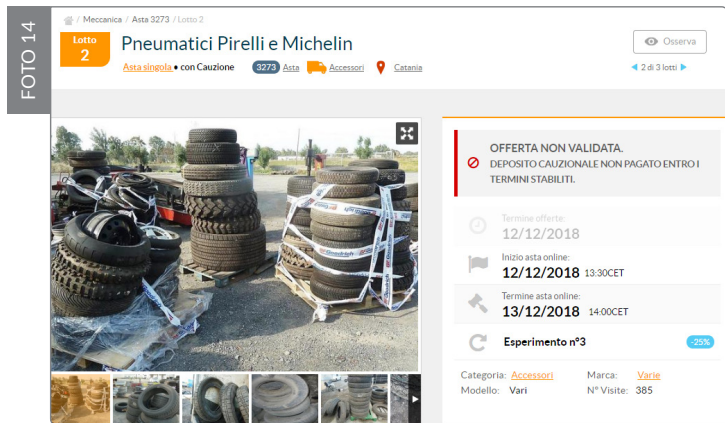 FOTO 14
/ Meccanica / Asta 3273 / Lotto 2
Lotto
2
Pneumatici Pirelli e Michelin
Asta singola • con Cauzione 3273 Asta Accessori Catania
Osserva
2 di 3 lotti
OFFERTA NON VALIDATA.
DEPOSITO CAUZIONALE NON PAGATO ENTRO I
TERMINI STABILITI.
Termine offerte:
12/12/2018
Inizio asta online:
12/12/2018 13:30CET
Termine asta online:
13/12/2018 14:00CET
Esperimento n°3 -25%
Categoria: Accessori Marca: Varie
Modello: Vari N° Visite: 385